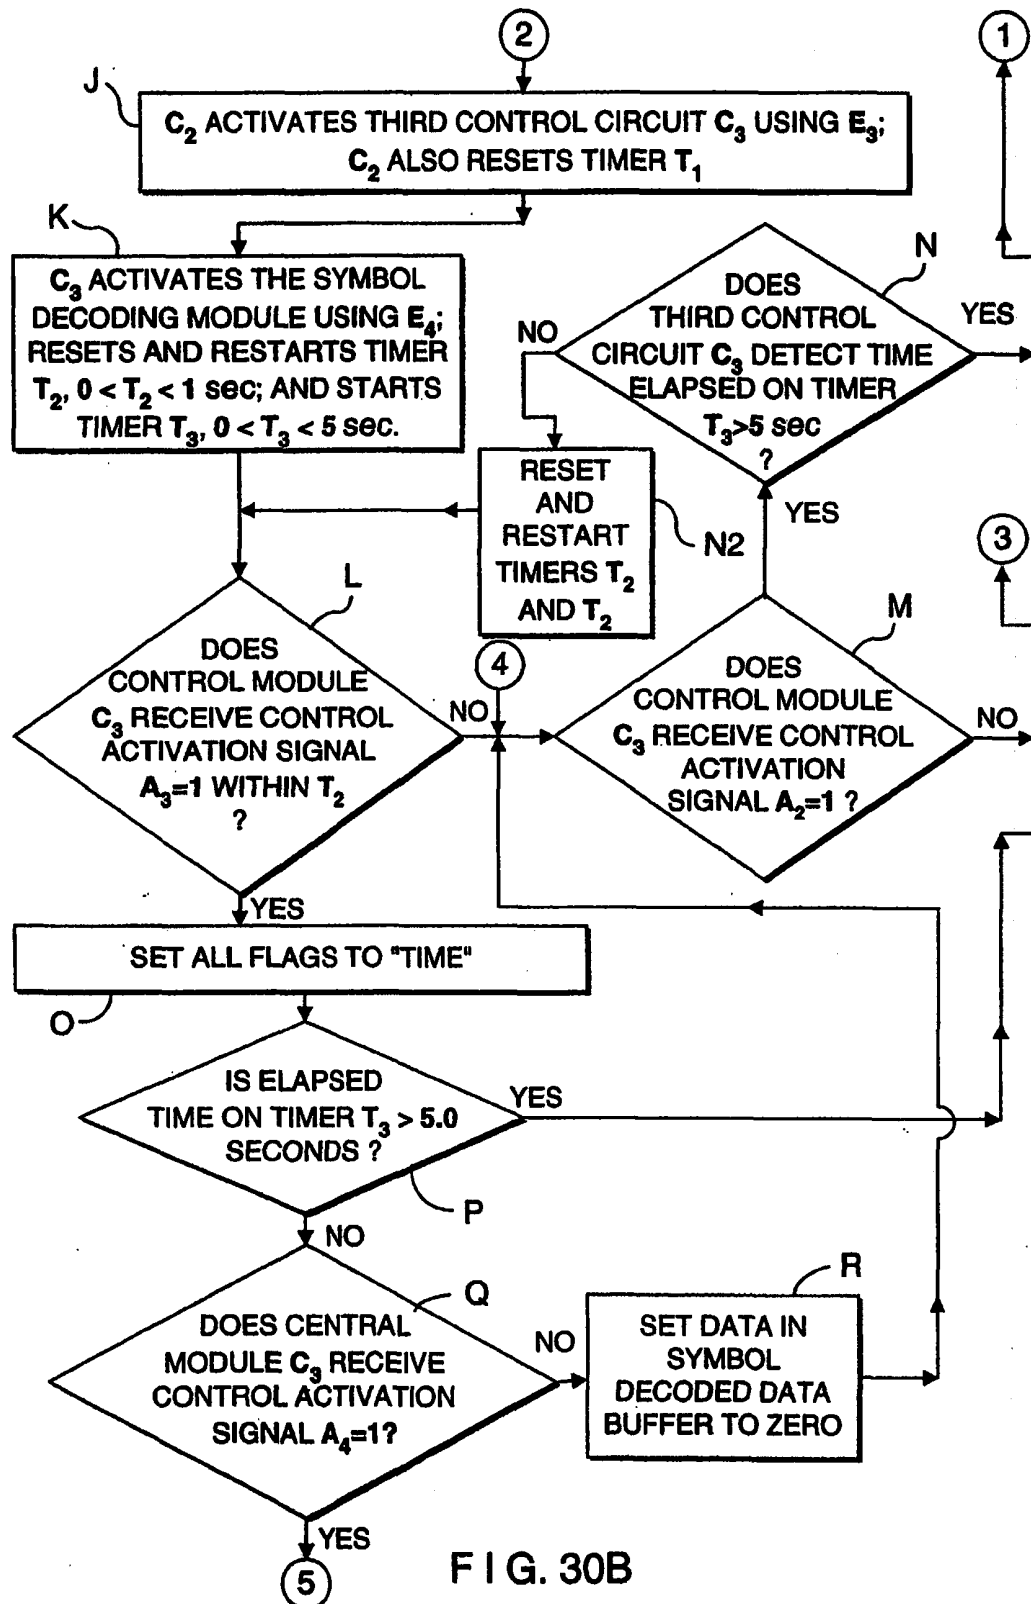 2
1
J
C2 ACTIVATES THIRD CONTROL CIRCUIT C3 USING E3;
C2 ALSO RESETS TIMER T1
K
C3 ACTIVATES THE SYMBOL
DECODING MODULE USING E4;
RESETS AND RESTARTS TIMER
T2, 0 < T2 < 1 sec; AND STARTS
TIMER T3, 0 < T3 < 5 sec.
N
DOES
THIRD CONTROL
CIRCUIT C3 DETECT TIME
ELAPSED ON TIMER
T3>5 sec
?
NO
YES
YES
RESET
AND
RESTART
TIMERS T2
AND T2
N2
3
L
DOES
CONTROL MODULE
C3 RECEIVE CONTROL
ACTIVATION SIGNAL
A3=1 WITHIN T2
?
NO
4
M
DOES
CONTROL MODULE
C3 RECEIVE CONTROL
ACTIVATION
SIGNAL A2=1 ?
NO
YES
SET ALL FLAGS TO "TIME"
O
IS ELAPSED
TIME ON TIMER T3 > 5.0
SECONDS ?
YES
P
NO
Q
DOES CENTRAL
MODULE C3 RECEIVE
CONTROL ACTIVATION
SIGNAL A4=1?
NO
R
SET DATA IN
SYMBOL
DECODED DATA
BUFFER TO ZERO
YES
5
FIG. 30B